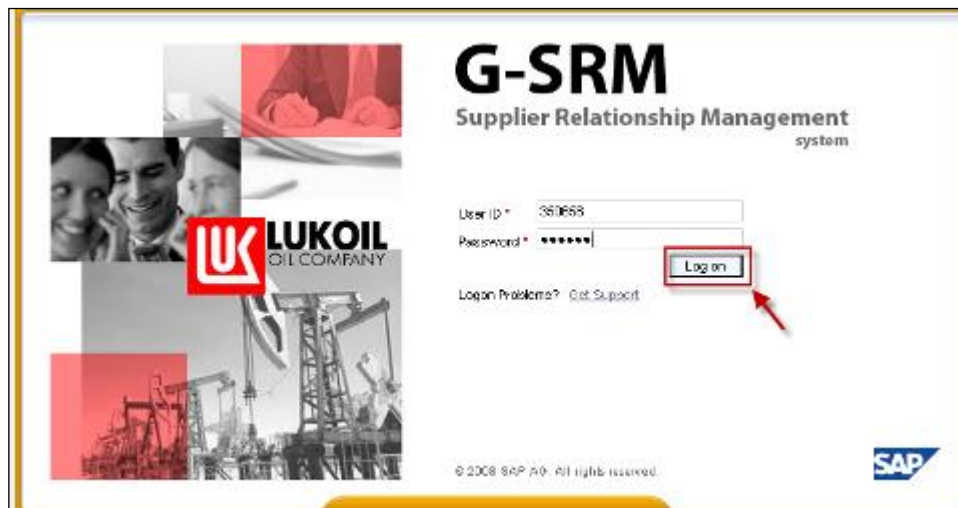 G-SRM
Supplier Relationship Management
system
LUKOIL
OIL COMPANY
User ID *
350658
Password * ••••••
Log on
Logon Problems? Get Support
© 2008 SAP AG. All rights reserved.
SAP